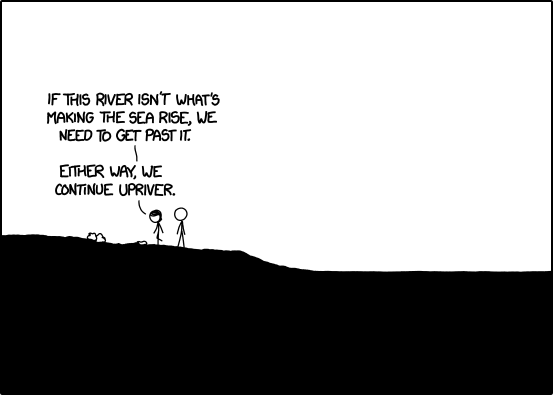 IF THIS RIVER ISN'T WHAT'S
MAKING THE SEA RISE, WE
NEED TO GET PAST IT.
EITHER WAY, WE
CONTINUE UPRIVER.